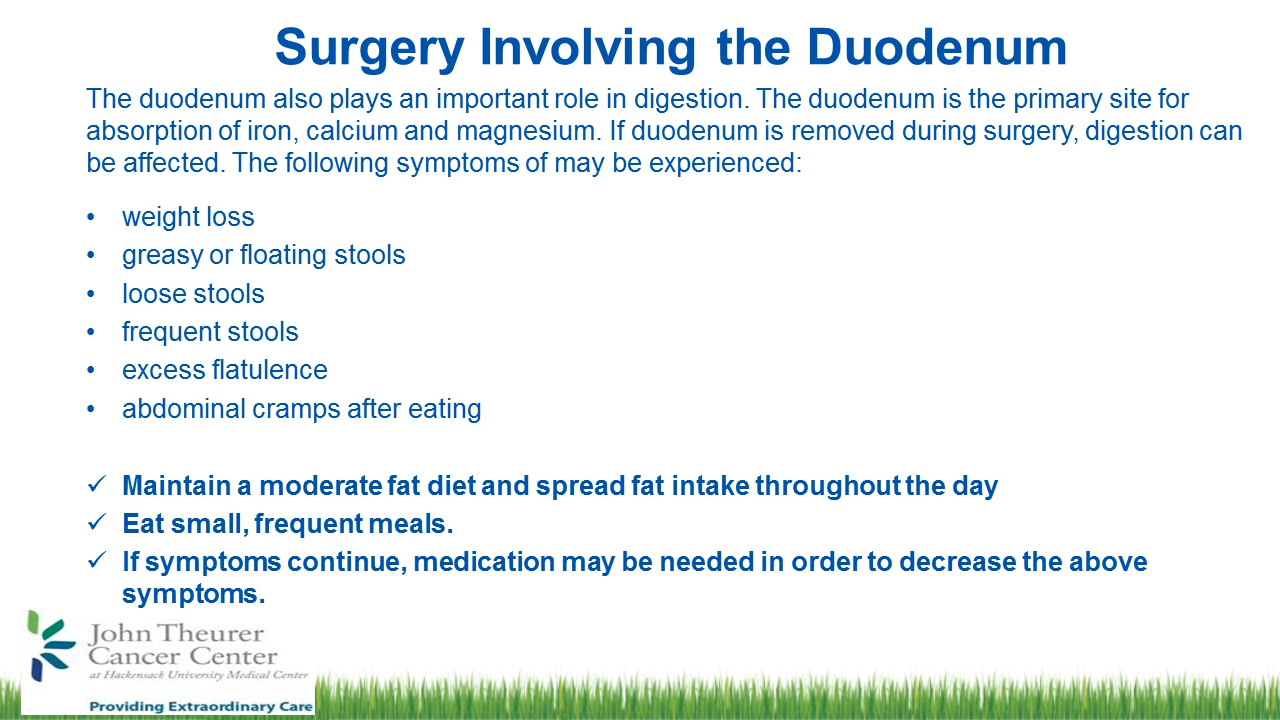 Surgery Involving the Duodenum
The duodenum also plays an important role in digestion. The duodenum is the primary site for
absorption of iron, calcium and magnesium. If duodenum is removed during surgery, digestion can
be affected. The following symptoms of may be experienced:
• weight loss
• greasy or floating stools
• loose stools
• frequent stools
• excess flatulence
• abdominal cramps after eating
✓ Maintain a moderate fat diet and spread fat intake throughout the day
✓ Eat small, frequent meals.
✓ If symptoms continue, medication may be needed in order to decrease the above
symptoms.
John Theurer
Cancer Center
at Hackensack University Medical Center
Providing Extraordinary Care